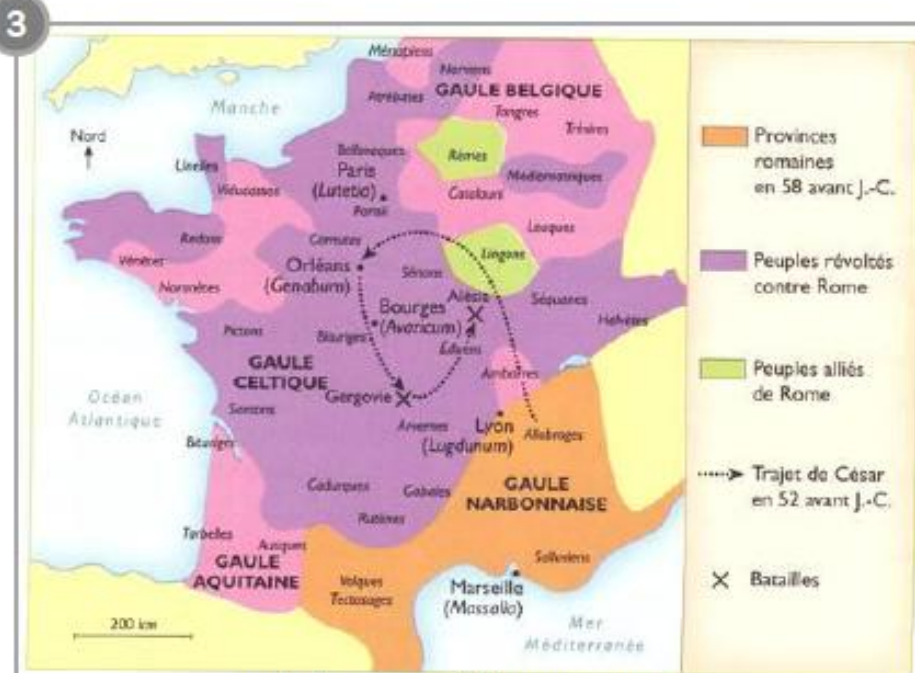 3
Ménapiens
Nerviens
GAULE BELGIQUE
Atrébates
Tongres
Trévires
Manche
Nord
Bellovaques
Rèmes
Unelles
Paris
(Lutetia)
Médiomatriques
Viducasses
Parisii
Catalauni
Leuques
Redons
Carnutes
Lingons
Vénètes
Orléans
(Genabum)
Sénons
Namnètes
Alésia
Séquanes
Bourges
(Avaricum)
Helvètes
Pictons
Bituriges
Éduens
GAULE
CELTIQUE
Ambarres
Océan
Atlantique
Gergovie
Santons
Arvernes
Lyon
(Lugdunum)
Allobroges
Bituriges
Cadurques
Gabales
GAULE
NARBONNAISE
Rutènes
Tarbelles
Ausques
GAULE
AQUITAINE
Salluviens
Volques
Tectosages
Marseille
(Massalia)
200 km
Mer
Méditerranée
Provinces
romaines
en 58 avant J.-C.
Peuples révoltés
contre Rome
Peuples alliés
de Rome
Trajet de César
en 52 avant J.-C.
Batailles